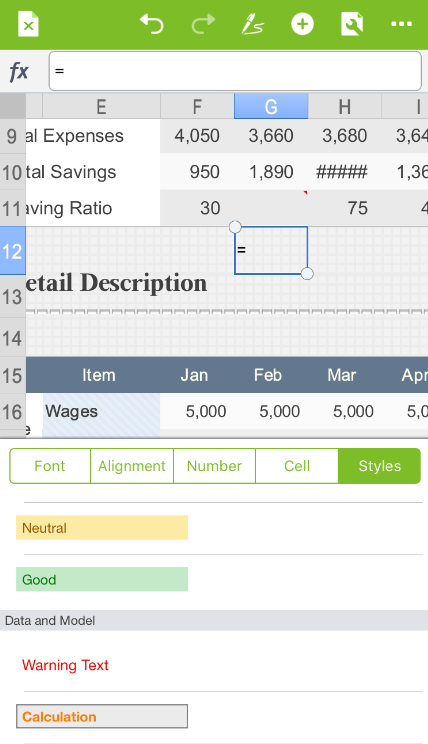 fx =
E F G H I
9 al Expenses 4,050 3,660 3,680 3,64
10 tal Savings 950 1,890 ##### 1,36
11 aving Ratio 30 75 4
12 =
13 etail Description
14
15 Item Jan Feb Mar Apr
16 Wages 5,000 5,000 5,000 5,0
e
Font Alignment Number Cell Styles
Neutral
Good
Data and Model
Warning Text
Calculation